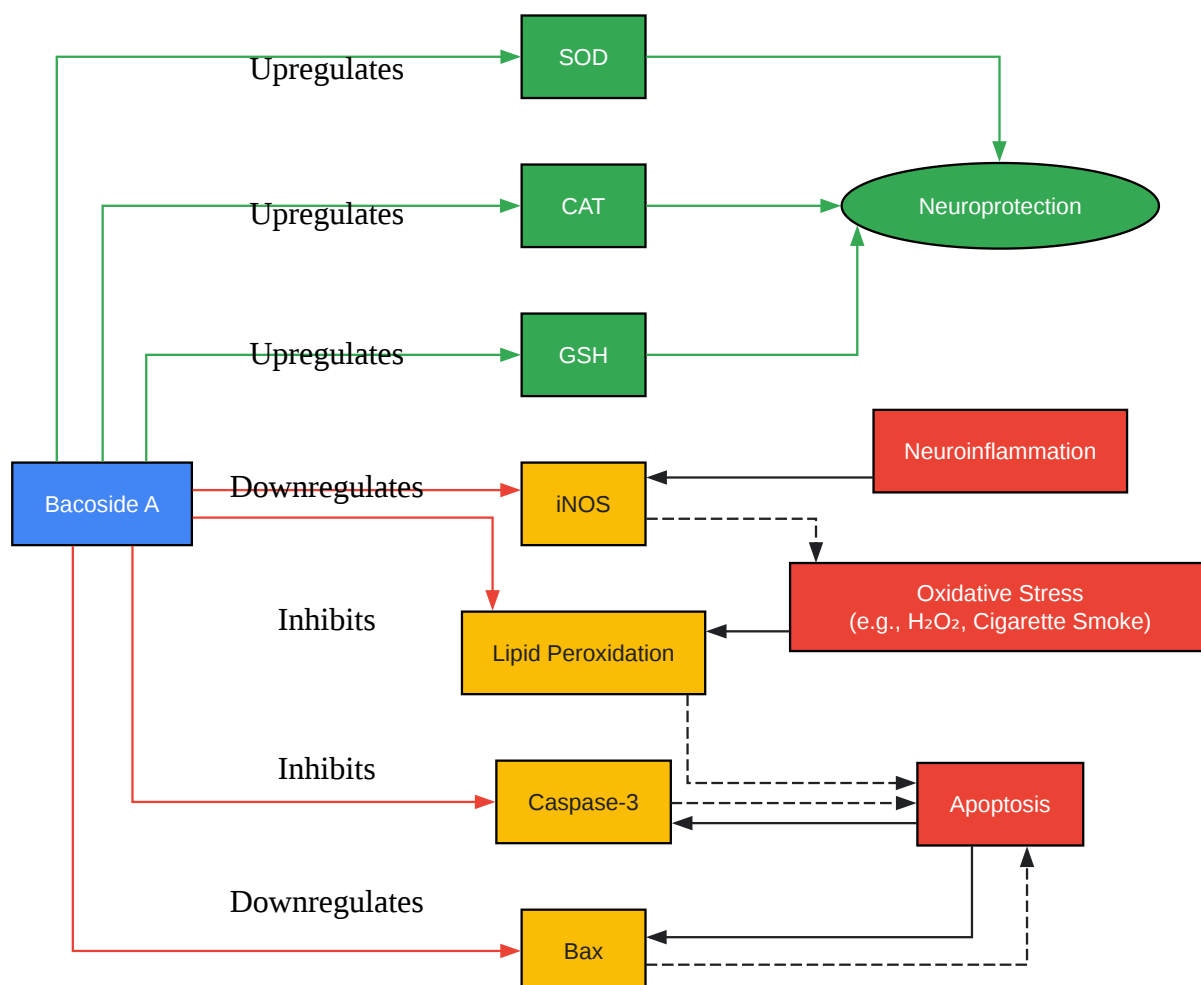 SOD
Upregulates
CAT
Neuroprotection
Upregulates
GSH
Upregulates
Neuroinflammation
Bacoside A
Downregulates
iNOS
Oxidative Stress
(e.g., H₂O₂, Cigarette Smoke)
Inhibits
Lipid Peroxidation
Inhibits
Caspase-3
Apoptosis
Downregulates
Bax